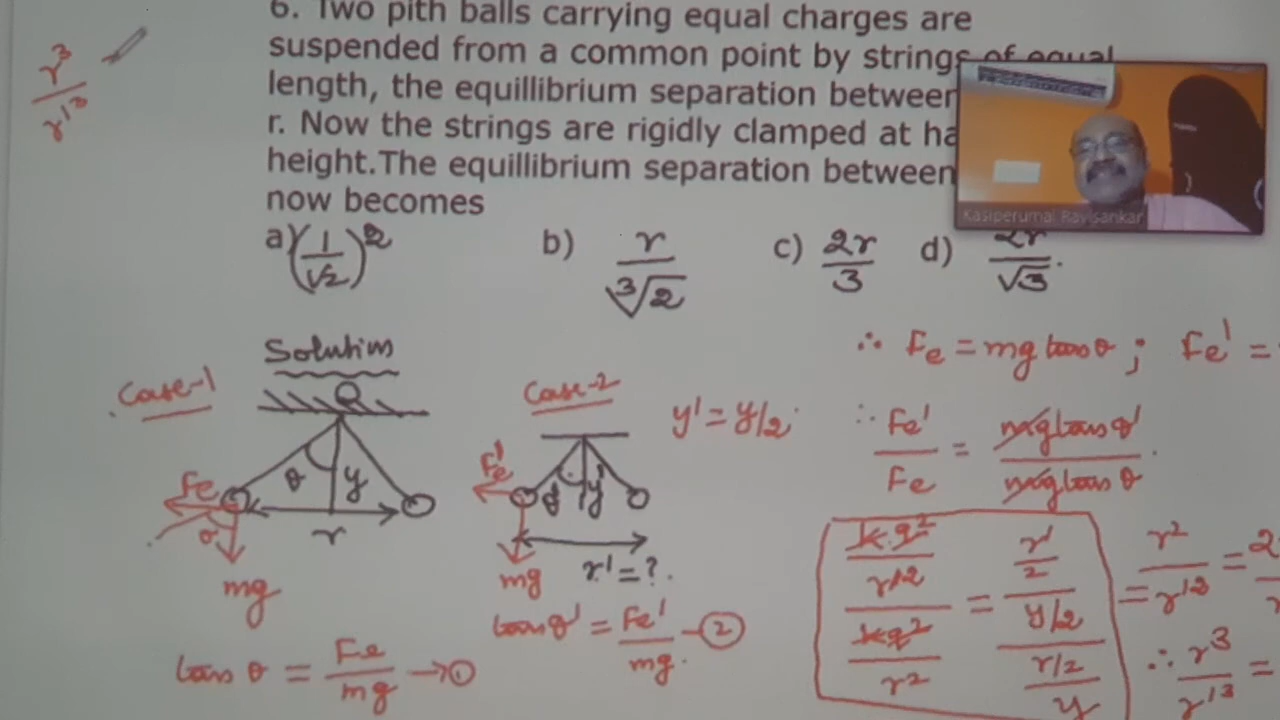 6. Two pith balls carrying equal charges are
suspended from a common point by strings of equal
length, the equillibrium separation between
r. Now the strings are rigidly clamped at ha
height.The equillibrium separation between
now becomes
a) (1/√2)²
b) r/∛2
c) 2r/3
d) 2r/√3.
r³/r'³
Solution
Case-1
θ
y
Fe
θ
r
mg
tan θ = Fe/mg →①
Case-2
y' = y/2
Fe'
θ' y'
mg
r' = ?.
tan θ' = Fe'/mg. —②
∴ Fe = mg tan θ ; Fe' =
∴ Fe'/Fe = mg tan θ'/mg tan θ.
(k.q²/r'²)/(kq²/r²) = ((r'/2)/(y/2))/((r/2)/y)
= r²/r'² = 2
∴ r³/r'³ =
Kasiperumal Ravisankar